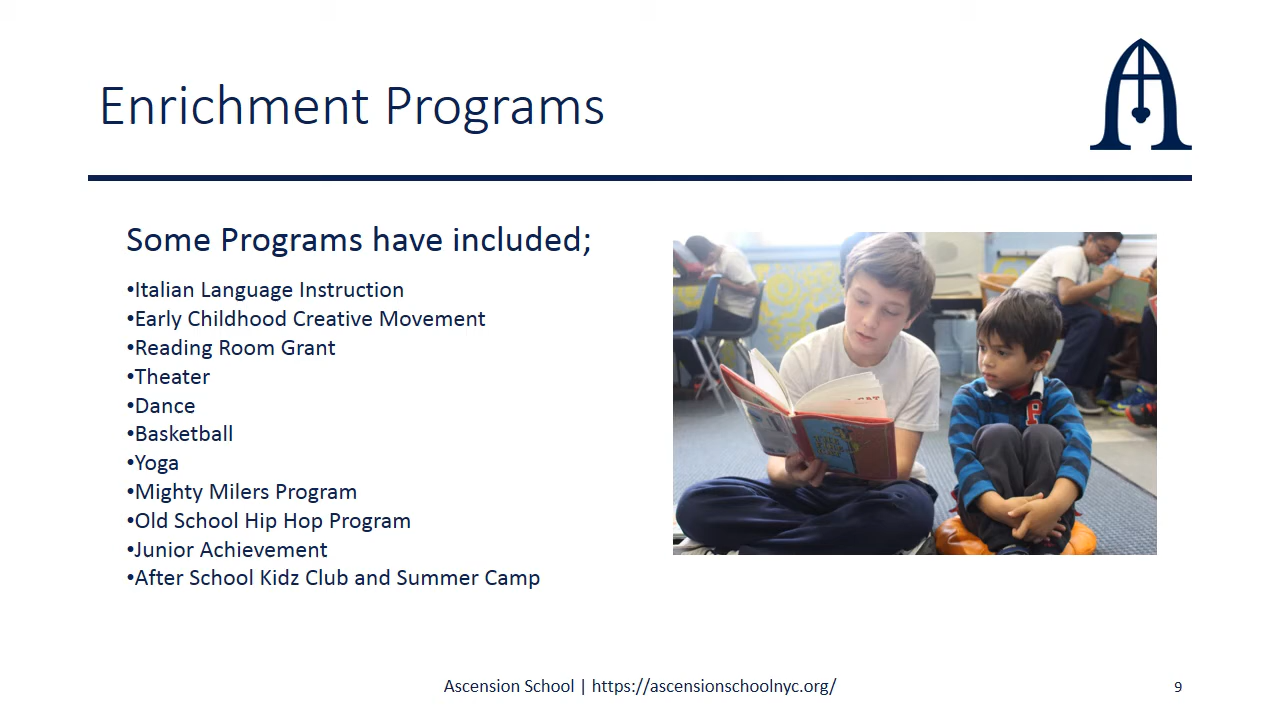 Enrichment Programs
Some Programs have included;
•Italian Language Instruction
•Early Childhood Creative Movement
•Reading Room Grant
•Theater
•Dance
•Basketball
•Yoga
•Mighty Milers Program
•Old School Hip Hop Program
•Junior Achievement
•After School Kidz Club and Summer Camp
Ascension School | https://ascensionschoolnyc.org/
9